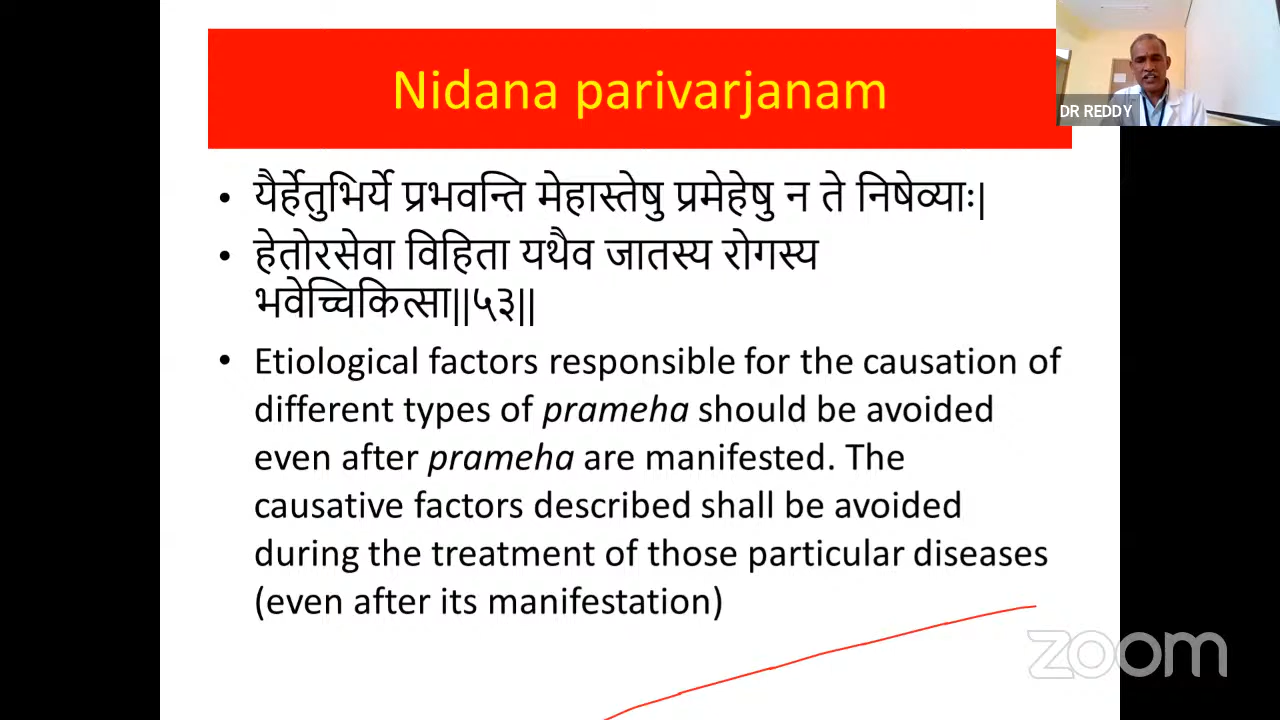 Nidana parivarjanam
DR REDDY
• यैर्हेतुभिर्ये प्रभवन्ति मेहास्तेषु प्रमेहेषु न ते निषेव्याः|
• हेतोरसेवा विहिता यथैव जातस्य रोगस्य
भवेच्चिकित्सा||५३||
• Etiological factors responsible for the causation of
different types of prameha should be avoided
even after prameha are manifested. The
causative factors described shall be avoided
during the treatment of those particular diseases
(even after its manifestation)
zoom